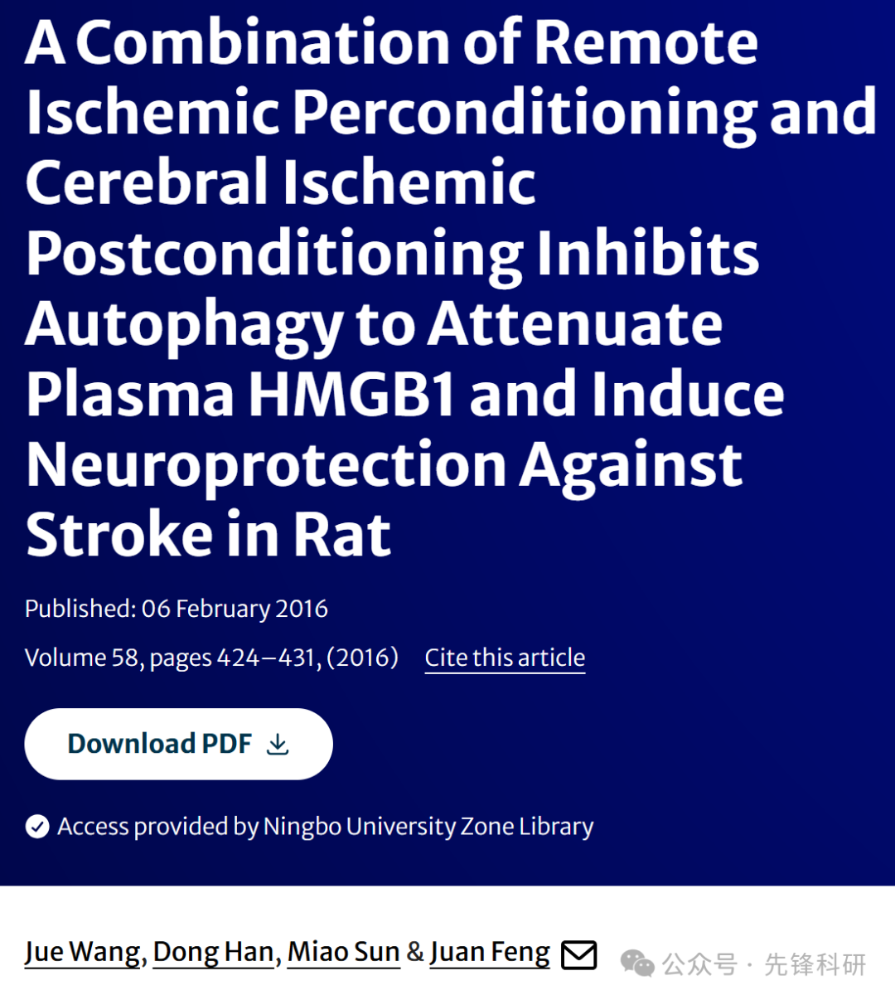 A Combination of Remote
Ischemic Perconditioning and
Cerebral Ischemic
Postconditioning Inhibits
Autophagy to Attenuate
Plasma HMGB1 and Induce
Neuroprotection Against
Stroke in Rat
Published: 06 February 2016
Volume 58, pages 424–431, (2016) Cite this article
Download PDF
Access provided by Ningbo University Zone Library
Jue Wang, Dong Han, Miao Sun & Juan Feng
公众号 · 先锋科研